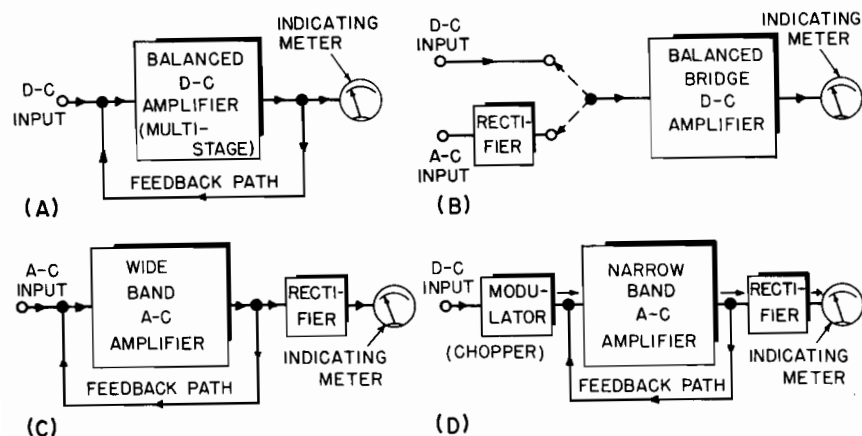 D-C
INPUT
BALANCED
D-C
AMPLIFIER
(MULTI-
STAGE)
INDICATING
METER
FEEDBACK PATH
(A)
D-C
INPUT
A-C
INPUT
RECTI-
FIER
BALANCED
BRIDGE
D-C
AMPLIFIER
INDICATING
METER
(B)
A-C
INPUT
WIDE
BAND
A-C
AMPLIFIER
RECTI-
FIER
INDICATING
METER
FEEDBACK PATH
(C)
D-C
INPUT
MODU-
LATOR
(CHOPPER)
NARROW
BAND
A-C
AMPLIFIER
RECTI-
FIER
INDICATING
METER
FEEDBACK PATH
(D)